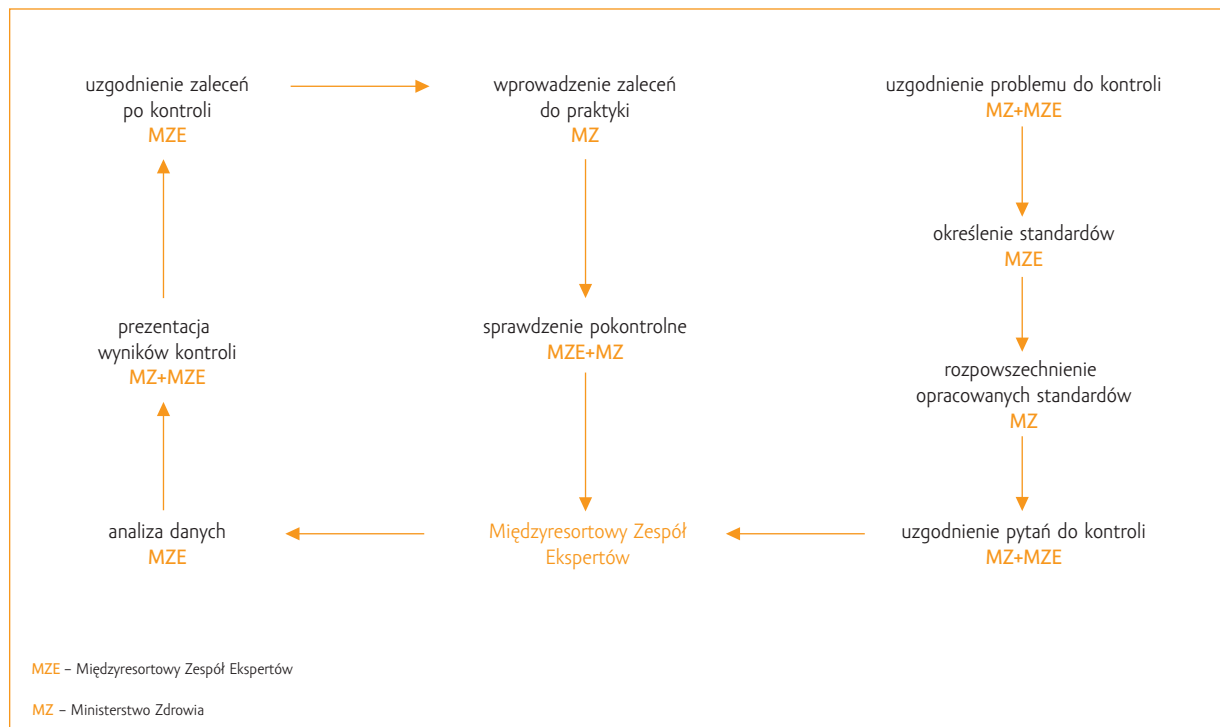 uzgodnienie zaleceń
po kontroli
MZE
wprowadzenie zaleceń
do praktyki
MZ
uzgodnienie problemu do kontroli
MZ+MZE
określenie standardów
MZE
prezentacja
wyników kontroli
MZ+MZE
sprawdzenie pokontrolne
MZE+MZ
rozpowszechnienie
opracowanych standardów
MZ
analiza danych
MZE
Międzyresortowy Zespół
Ekspertów
uzgodnienie pytań do kontroli
MZ+MZE
MZE – Międzyresortowy Zespół Ekspertów
MZ – Ministerstwo Zdrowia